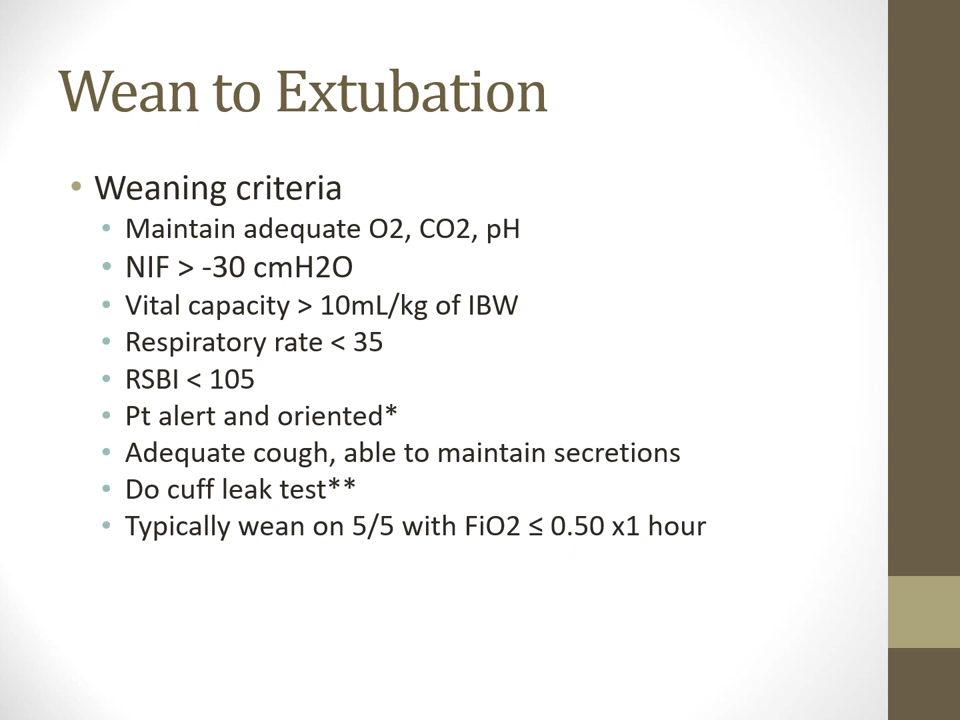 Wean to Extubation
• Weaning criteria
• Maintain adequate O2, CO2, pH
• NIF > -30 cmH2O
• Vital capacity > 10mL/kg of IBW
• Respiratory rate < 35
• RSBI < 105
• Pt alert and oriented*
• Adequate cough, able to maintain secretions
• Do cuff leak test**
• Typically wean on 5/5 with FiO2 ≤ 0.50 x1 hour